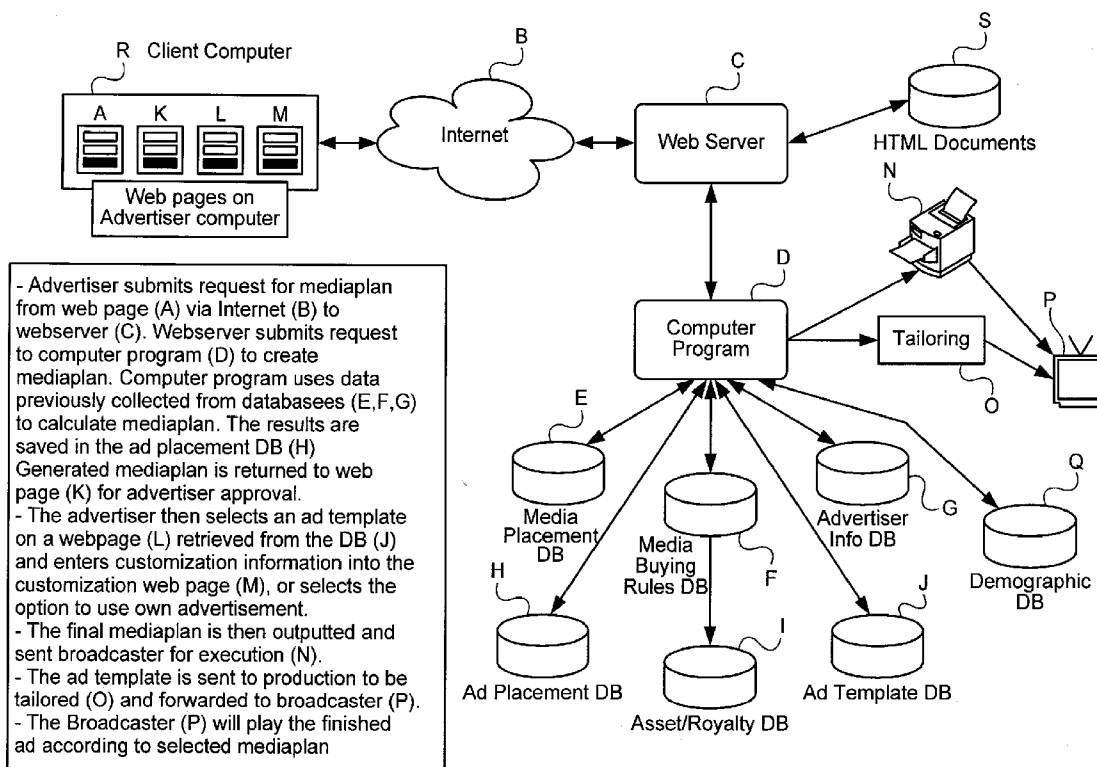 R Client Computer
A K L M
Web pages on
Advertiser computer
B
Internet
C
Web Server
S
HTML Documents
N
D
Computer
Program
Tailoring
O
P
E
Media
Placement
DB
Media
Buying
Rules DB
F
Advertiser
Info DB
G
Q
Demographic
DB
H
Ad Placement DB
I
Asset/Royalty DB
J
Ad Template DB
- Advertiser submits request for mediaplan
from web page (A) via Internet (B) to
webserver (C). Webserver submits request
to computer program (D) to create
mediaplan. Computer program uses data
previously collected from databasees (E,F,G)
to calculate mediaplan. The results are
saved in the ad placement DB (H)
Generated mediaplan is returned to web
page (K) for advertiser approval.
- The advertiser then selects an ad template
on a webpage (L) retrieved from the DB (J)
and enters customization information into the
customization web page (M), or selects the
option to use own advertisement.
- The final mediaplan is then outputted and
sent broadcaster for execution (N).
- The ad template is sent to production to be
tailored (O) and forwarded to broadcaster (P).
- The Broadcaster (P) will play the finished
ad according to selected mediaplan